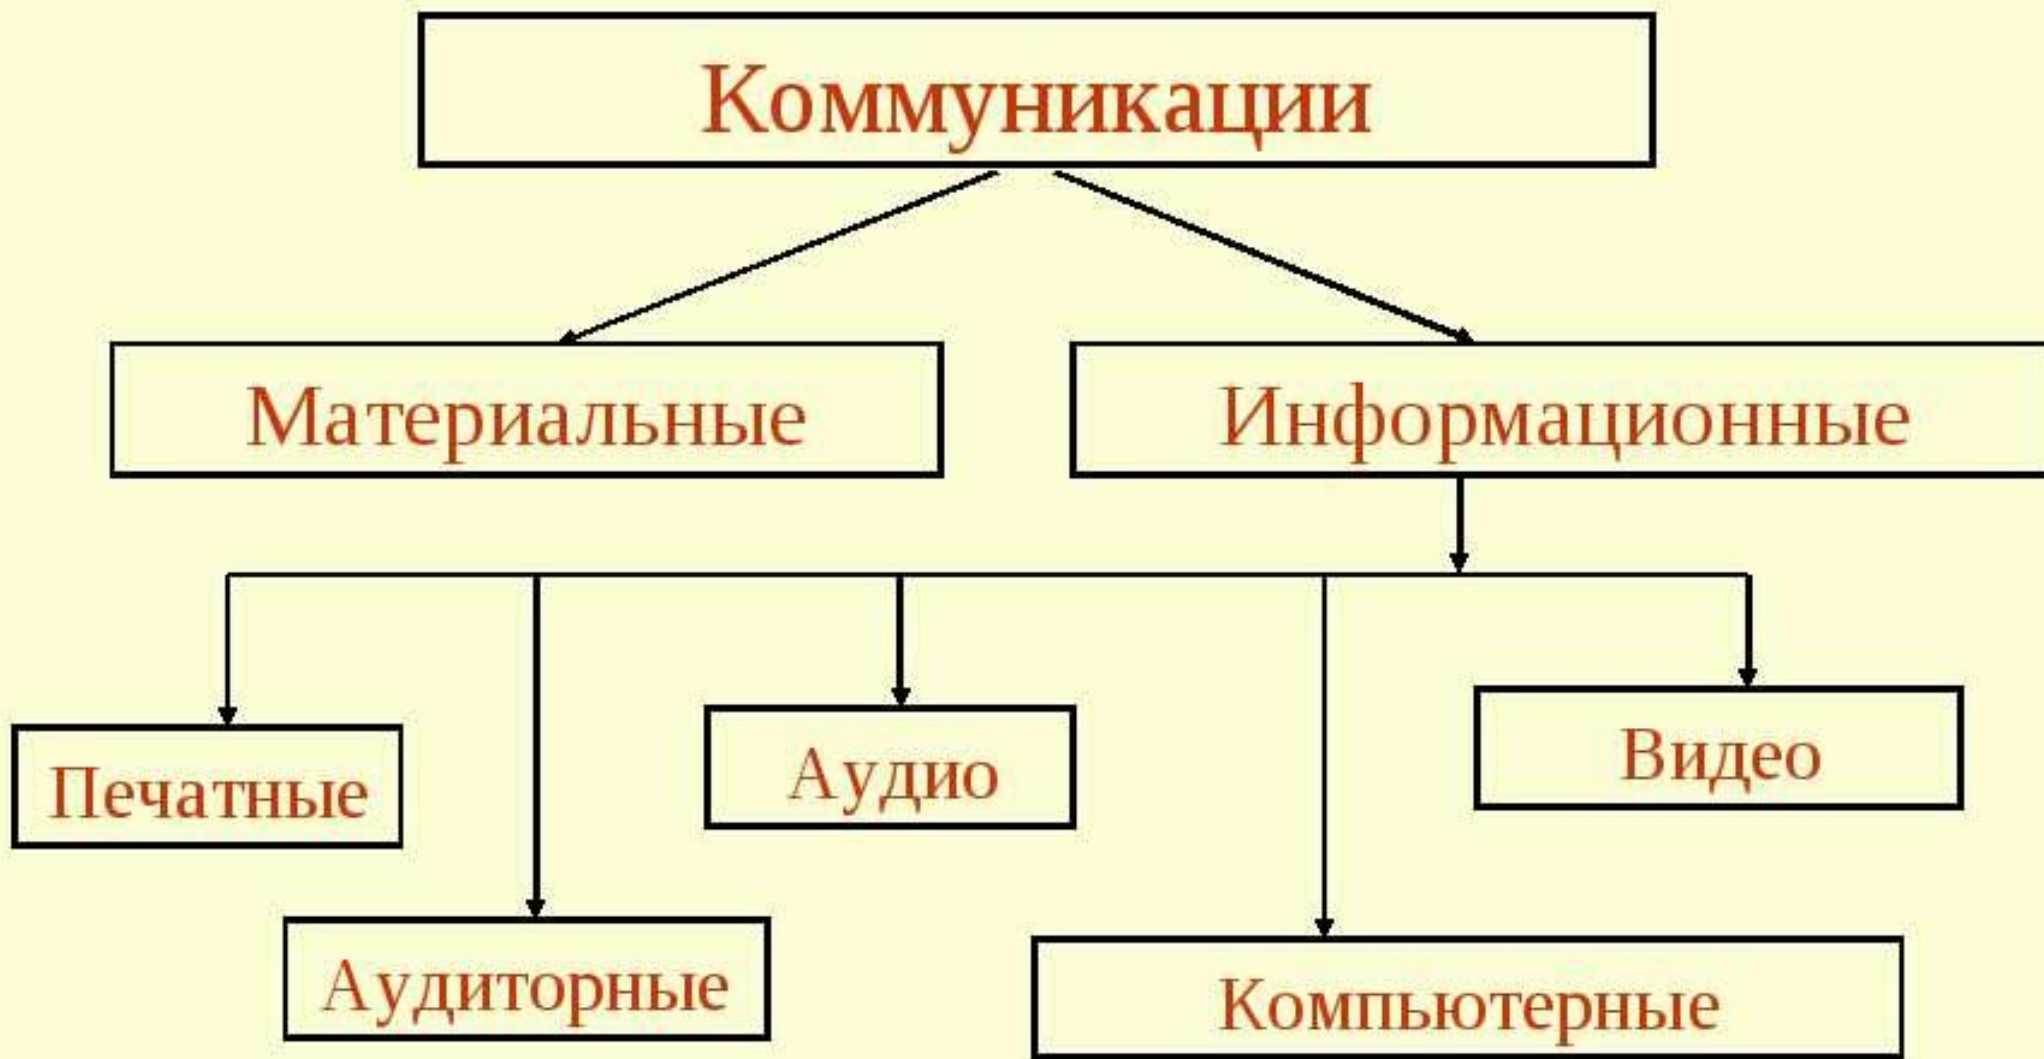 Коммуникации
Материальные
Информационные
Печатные
Аудио
Видео
Аудиторные
Компьютерные